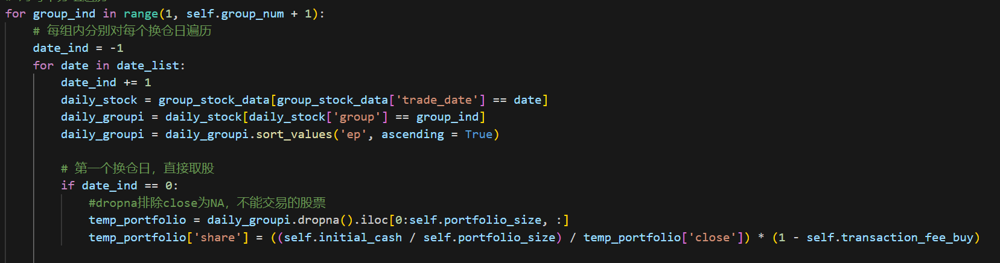 for group_ind in range(1, self.group_num + 1):
    # 每组内分别对每个换仓日遍历
    date_ind = -1
    for date in date_list:
        date_ind += 1
        daily_stock = group_stock_data[group_stock_data['trade_date'] == date]
        daily_groupi = daily_stock[daily_stock['group'] == group_ind]
        daily_groupi = daily_groupi.sort_values('ep', ascending = True)
        # 第一个换仓日，直接取股
        if date_ind == 0:
            #dropna排除close为NA，不能交易的股票
            temp_portfolio = daily_groupi.dropna().iloc[0:self.portfolio_size, :]
            temp_portfolio['share'] = ((self.initial_cash / self.portfolio_size) / temp_portfolio['close']) * (1 - self.transaction_fee_buy)